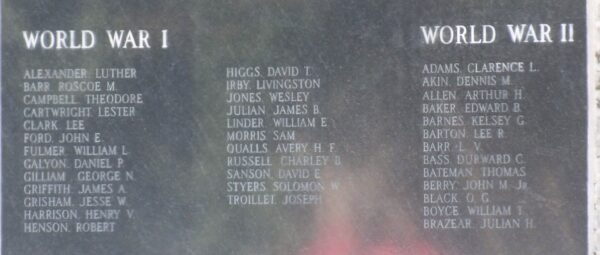 WORLD WAR I
ALEXANDER, LUTHER
BARR, ROSCOE M.
CAMPBELL, THEODORE
CARTWRIGHT, LESTER
CLARK, LEE
FORD, JOHN E.
FULMER, WILLIAM L.
GALYON, DANIEL P.
GILLIAM, GEORGE N.
GRIFFITH, JAMES A.
GRISHAM, JESSE W.
HARRISON, HENRY V.
HENSON, ROBERT
HIGGS, DAVID T.
IRBY, LIVINGSTON
JONES, WESLEY
JULIAN, JAMES B.
LINDER, WILLIAM E.
MORRIS, SAM
QUALLS, AVERY H. F.
RUSSELL, CHARLEY B.
SANSON, DAVID E.
STYERS, SOLOMON W.
TROILLET, JOSEPH
WORLD WAR II
ADAMS, CLARENCE L.
AKIN, DENNIS M.
ALLEN, ARTHUR H.
BAKER, EDWARD B.
BARNES, KELSEY G.
BARTON, LEE R.
BARR, L. V.
BASS, DURWARD C.
BATEMAN, THOMAS
BERRY, JOHN M. Jr.
BLACK, O. G.
BOYCE, WILLIAM T.
BRAZEAR, JULIAN H.